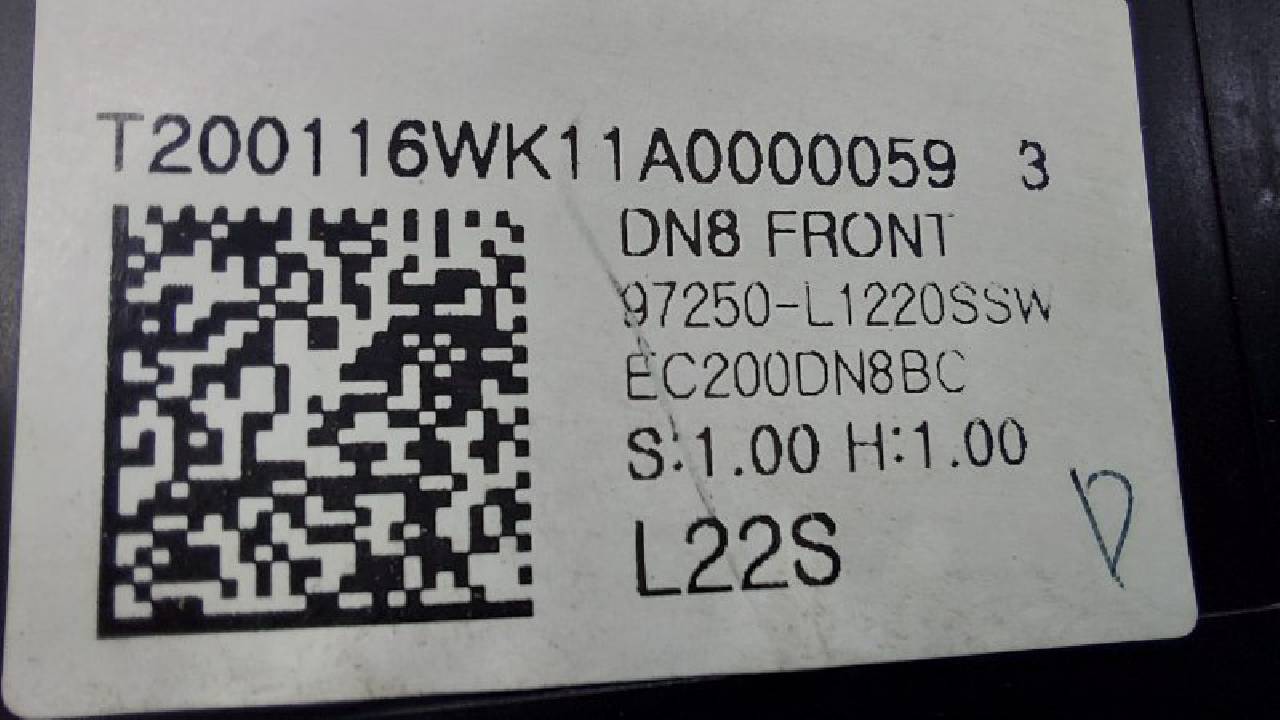 T200116WK11A0000059 3
DN8 FRONT
97250-L1220SSW
EC200DN8BC
S:1.00 H:1.00
L22S